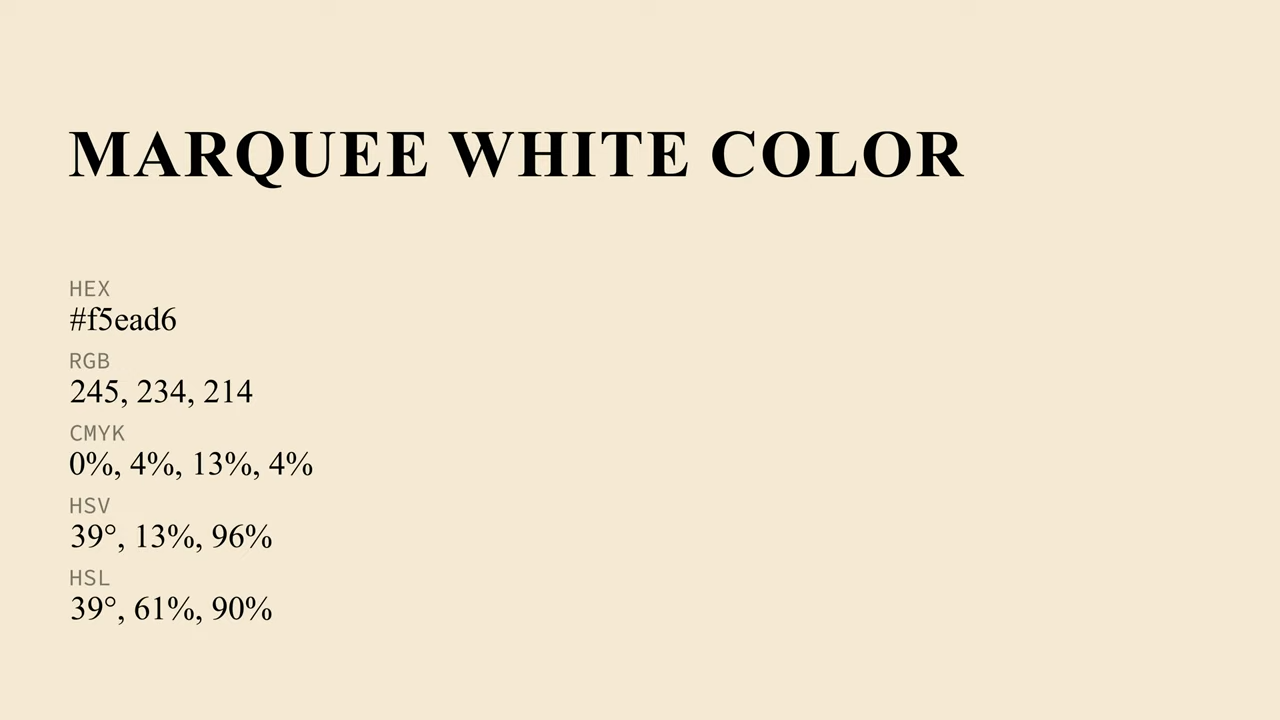 MARQUEE WHITE COLOR
HEX
#f5ead6
RGB
245, 234, 214
CMYK
0%, 4%, 13%, 4%
HSV
39°, 13%, 96%
HSL
39°, 61%, 90%